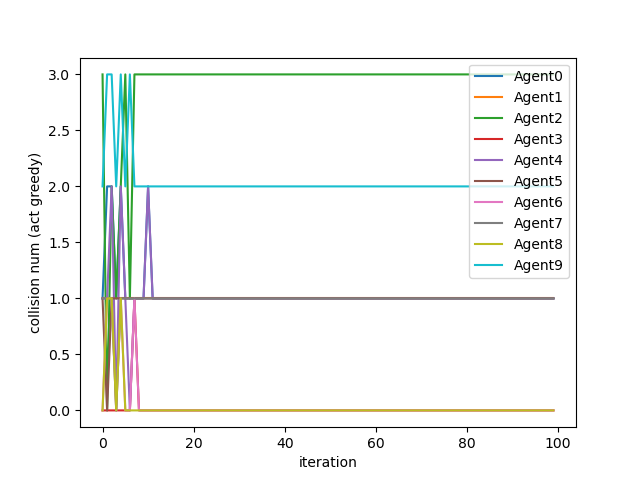 3.0
2.5
2.0
1.5
1.0
0.5
0.0
collision num (act greedy)
0
20
40
60
80
100
iteration
Agent0
Agent1
Agent2
Agent3
Agent4
Agent5
Agent6
Agent7
Agent8
Agent9